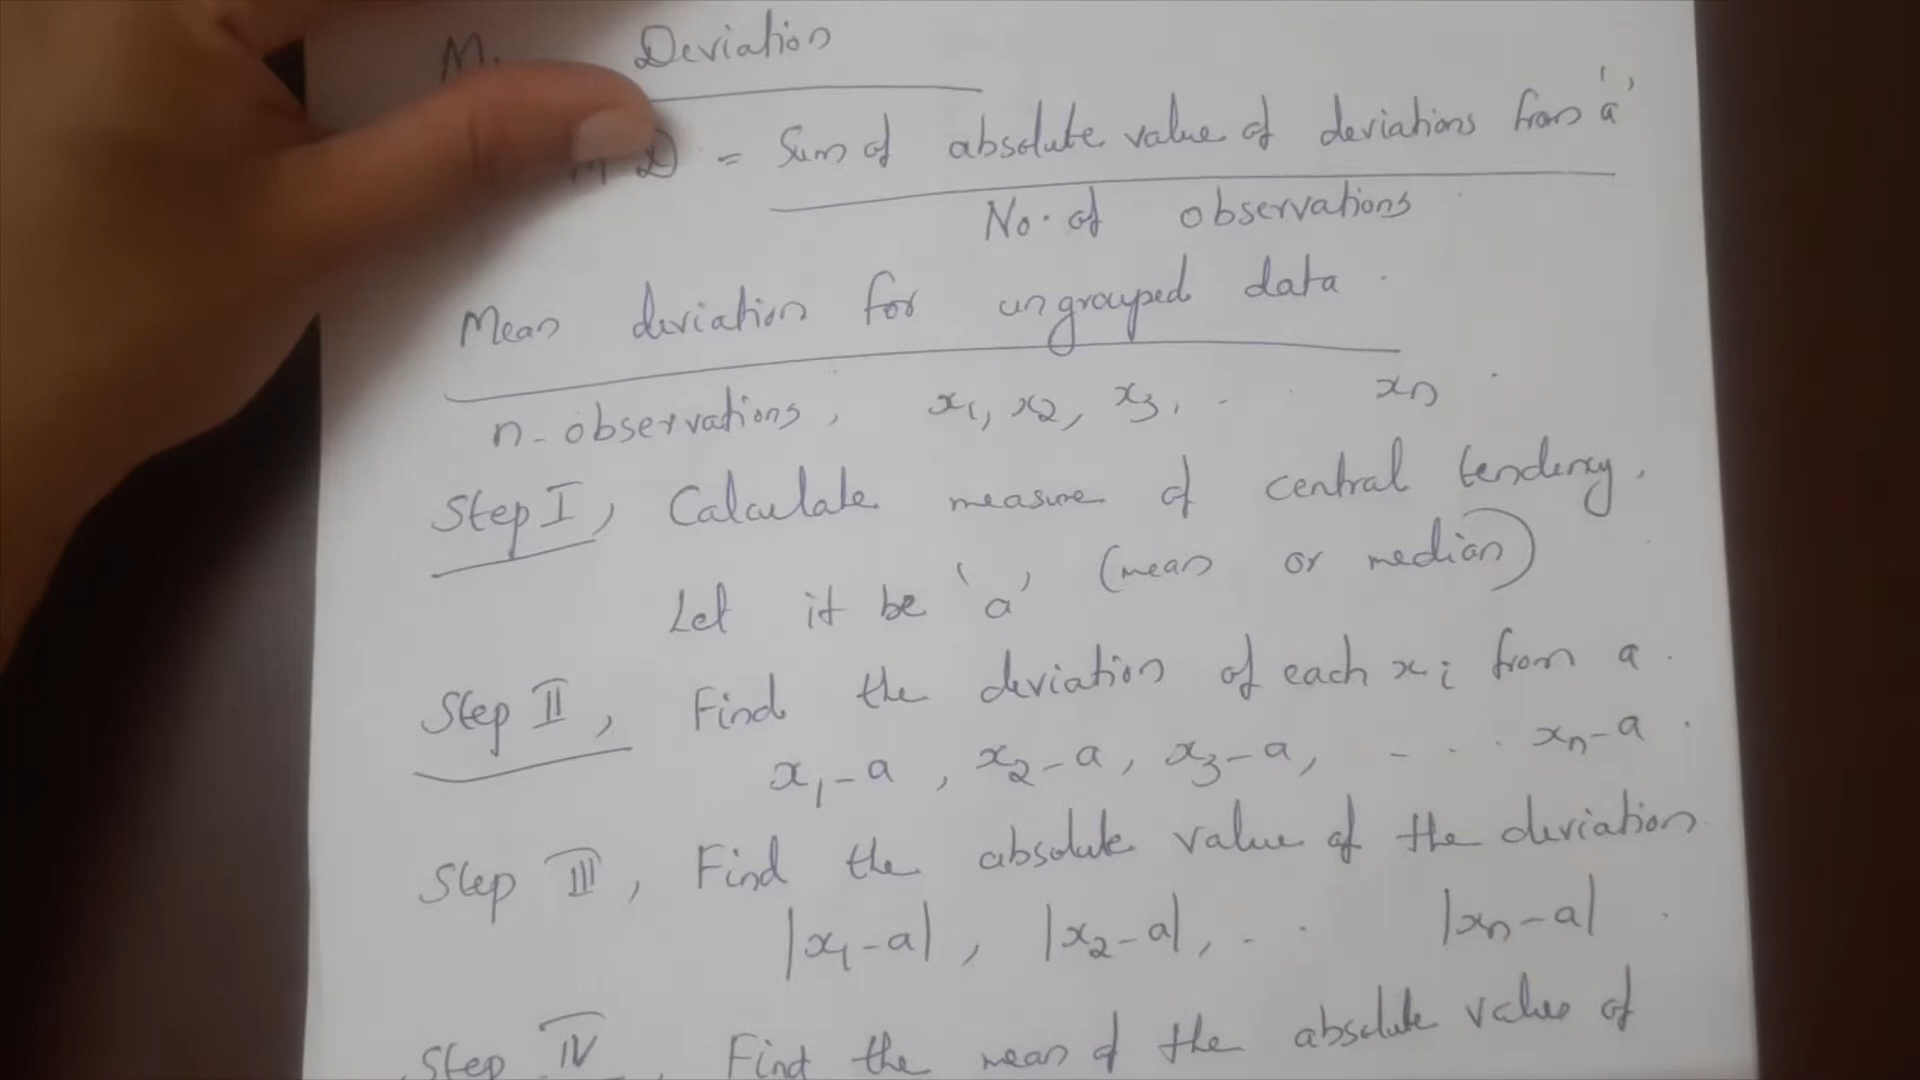 M. Deviation
M D = Sum of absolute value of deviations from 'a'
No. of observations
Mean deviation for ungrouped data.
n-observations, x₁, x₂, x₃, . . xn.
Step I, Calculate measure of central tendency.
Let it be 'a' (mean or median)
Step II, Find the deviation of each xi from a.
x₁-a, x₂-a, x₃-a, - . . . xn-a.
Step III, Find the absolute value of the deviation
|x₁-a|, |x₂-a|, - . |xn-a|.
Step IV Find the mean of the absolute value of